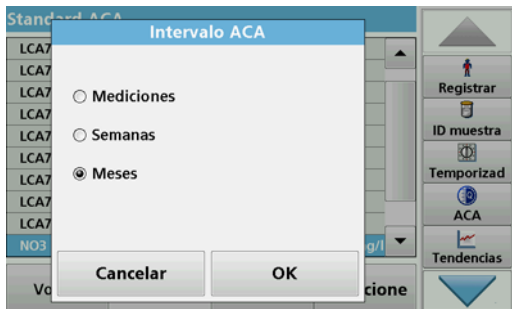 Standard ACA
Intervalo ACA
LCA7
LCA7
LCA7
LCA7
LCA7
LCA7
LCA7
LCA7
LCA7
NO3
g/l
Mediciones
Semanas
Meses
Cancelar
OK
Vo
cione
Registrar
ID muestra
Temporizad
ACA
Tendencias